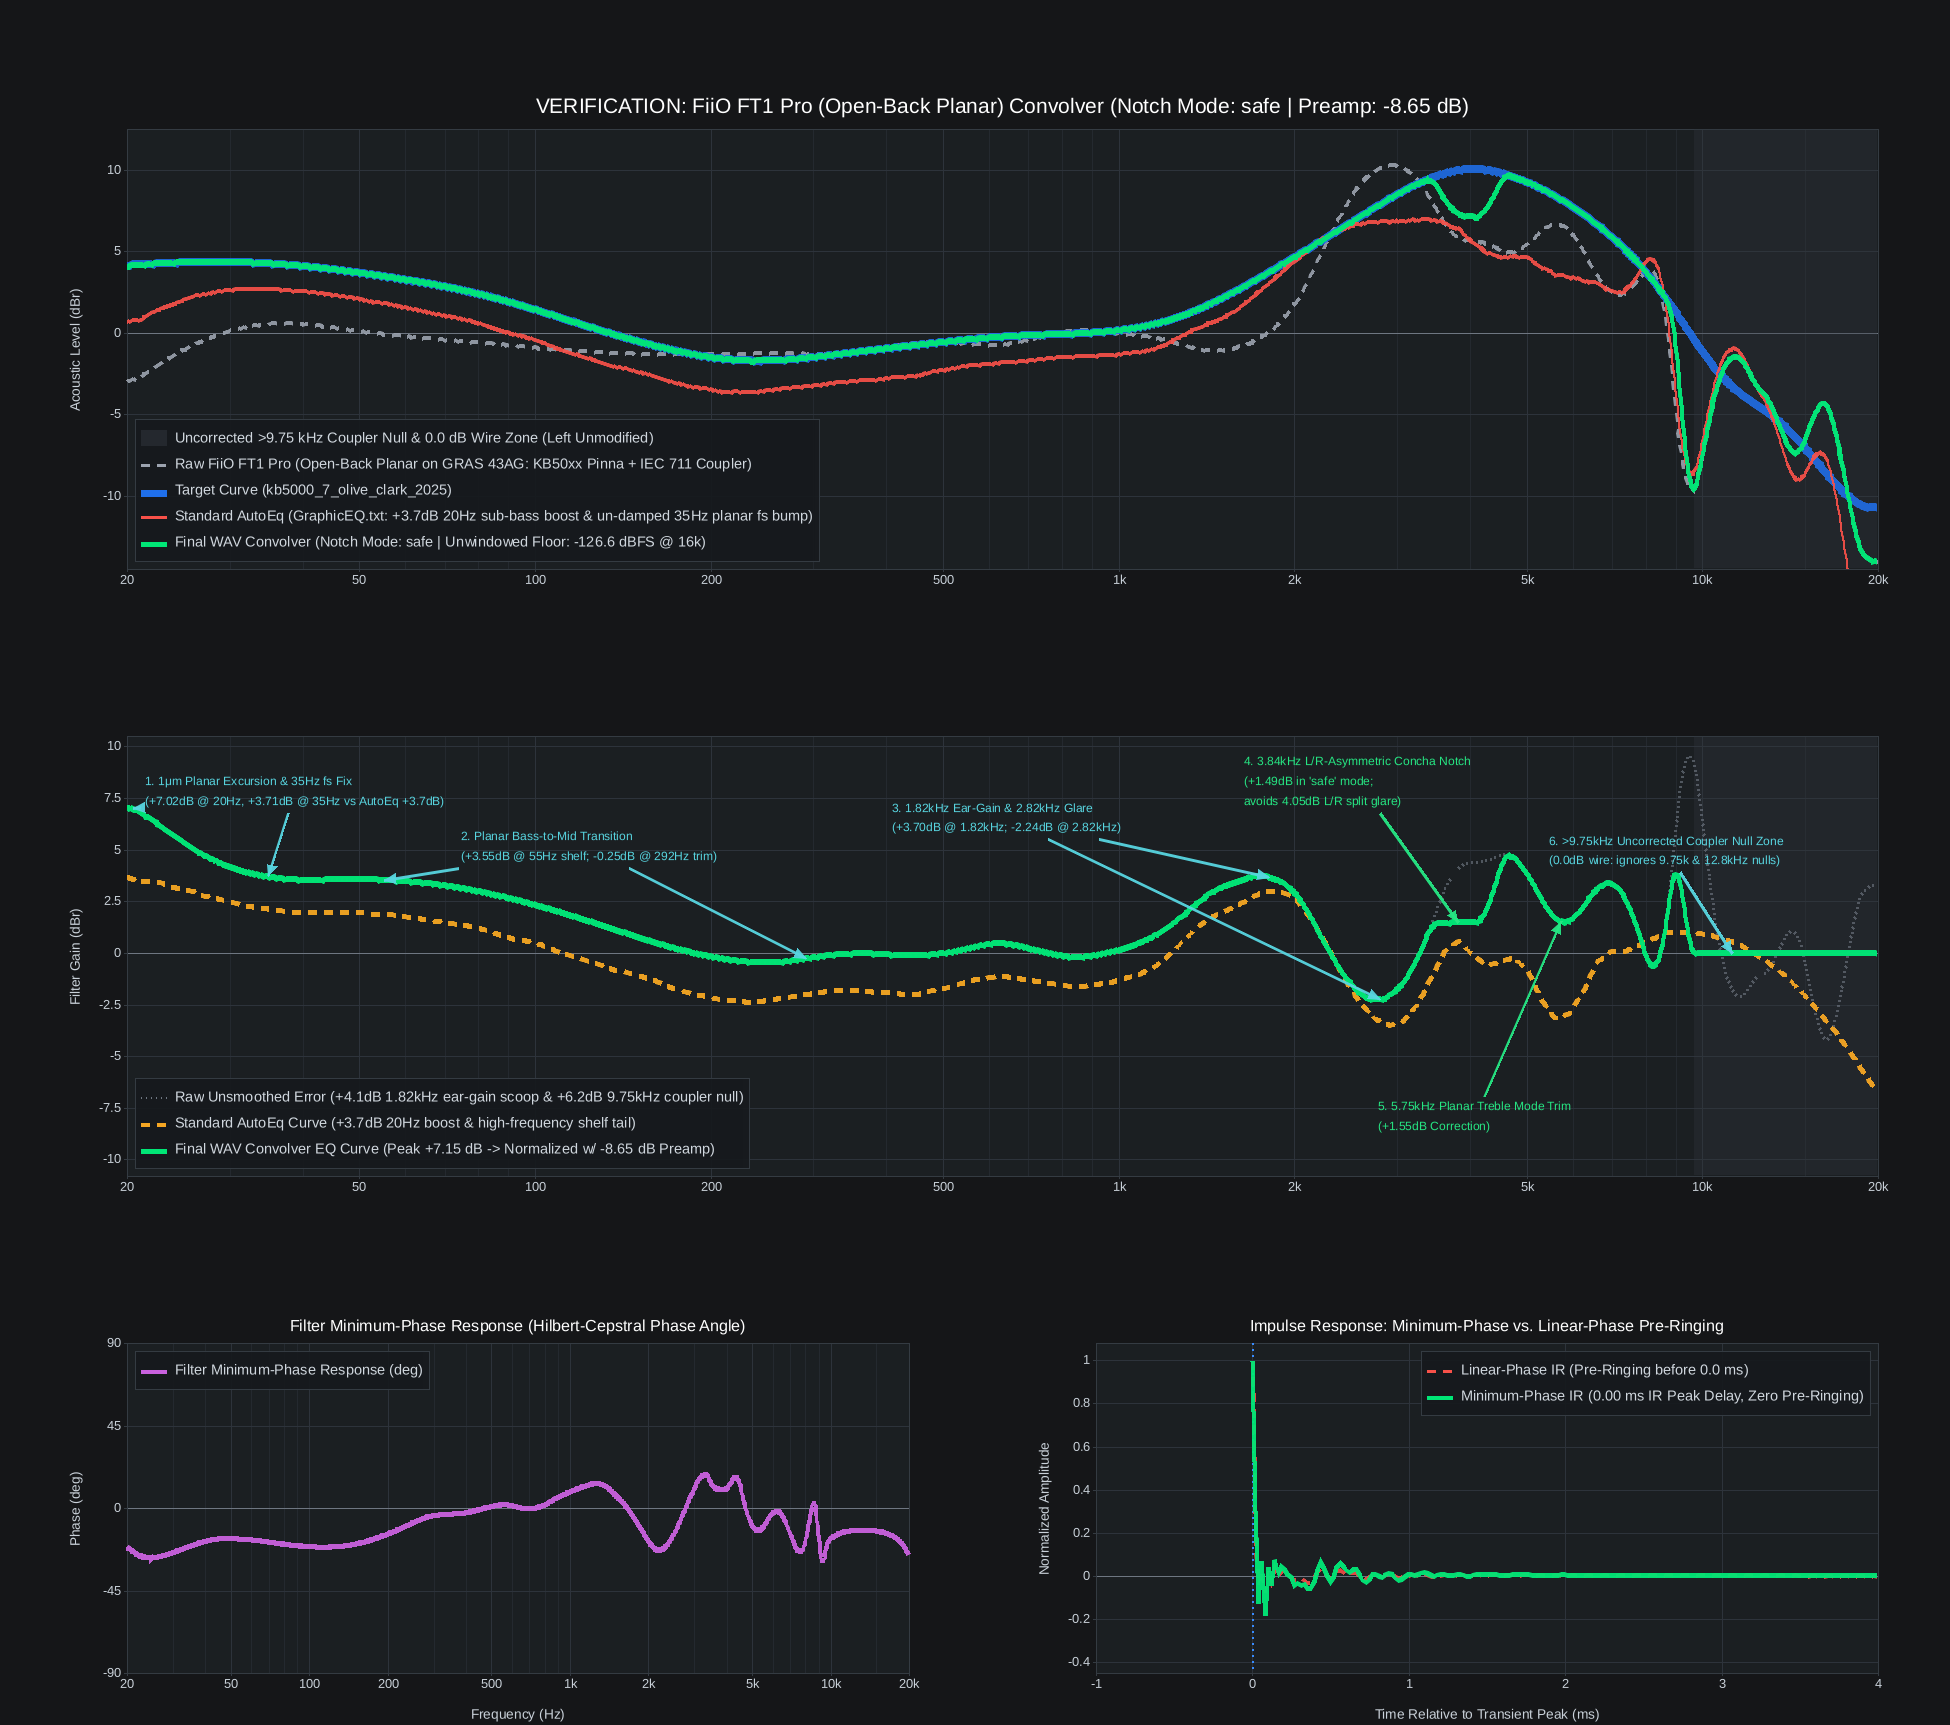 VERIFICATION: FiiO FT1 Pro (Open-Back Planar) Convolver (Notch Mode: safe | Preamp: -8.65 dB)
Acoustic Level (dBr)
10
5
0
-5
-10
Uncorrected >9.75 kHz Coupler Null & 0.0 dB Wire Zone (Left Unmodified)
Raw FiiO FT1 Pro (Open-Back Planar on GRAS 43AG: KB50xx Pinna + IEC 711 Coupler)
Target Curve (kb5000_7_olive_clark_2025)
Standard AutoEq (GraphicEQ.txt: +3.7dB 20Hz sub-bass boost & un-damped 35Hz planar fs bump)
Final WAV Convolver (Notch Mode: safe | Unwindowed Floor: -126.6 dBFS @ 16k)
20 50 100 200 500 1k 2k 5k 10k 20k
Filter Gain (dBr)
10
7.5
5
2.5
0
-2.5
-5
-7.5
-10
1. 1µm Planar Excursion & 35Hz fs Fix
(+7.02dB @ 20Hz, +3.71dB @ 35Hz vs AutoEq +3.7dB)
2. Planar Bass-to-Mid Transition
(+3.55dB @ 55Hz shelf; -0.25dB @ 292Hz trim)
3. 1.82kHz Ear-Gain & 2.82kHz Glare
(+3.70dB @ 1.82kHz; -2.24dB @ 2.82kHz)
4. 3.84kHz L/R-Asymmetric Concha Notch
(+1.49dB in 'safe' mode;
avoids 4.05dB L/R split glare)
6. >9.75kHz Uncorrected Coupler Null Zone
(0.0dB wire: ignores 9.75k & 12.8kHz nulls)
5. 5.75kHz Planar Treble Mode Trim
(+1.55dB Correction)
Raw Unsmoothed Error (+4.1dB 1.82kHz ear-gain scoop & +6.2dB 9.75kHz coupler null)
Standard AutoEq Curve (+3.7dB 20Hz boost & high-frequency shelf tail)
Final WAV Convolver EQ Curve (Peak +7.15 dB -> Normalized w/ -8.65 dB Preamp)
20 50 100 200 500 1k 2k 5k 10k 20k
Filter Minimum-Phase Response (Hilbert-Cepstral Phase Angle)
Phase (deg)
90
45
0
-45
-90
Filter Minimum-Phase Response (deg)
20 50 100 200 500 1k 2k 5k 10k 20k
Frequency (Hz)
Impulse Response: Minimum-Phase vs. Linear-Phase Pre-Ringing
Normalized Amplitude
1
0.8
0.6
0.4
0.2
0
-0.2
-0.4
Linear-Phase IR (Pre-Ringing before 0.0 ms)
Minimum-Phase IR (0.00 ms IR Peak Delay, Zero Pre-Ringing)
-1 0 1 2 3 4
Time Relative to Transient Peak (ms)